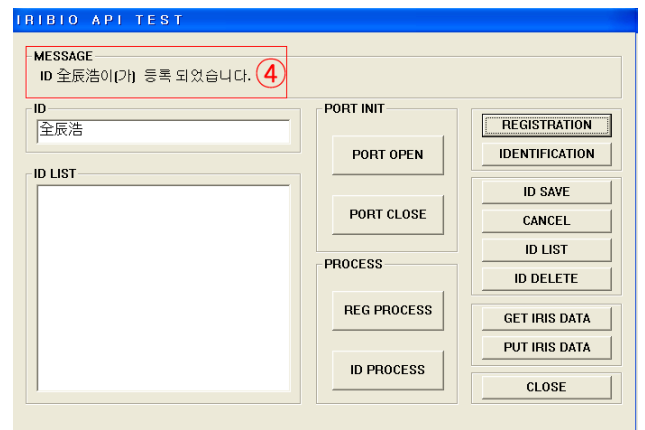 IRIBIO API TEST
MESSAGE
ID 全辰浩이(가) 등록 되었습니다. ④
ID
全辰浩
ID LIST
PORT INIT
PORT OPEN
PORT CLOSE
PROCESS
REG PROCESS
ID PROCESS
REGISTRATION
IDENTIFICATION
ID SAVE
CANCEL
ID LIST
ID DELETE
GET IRIS DATA
PUT IRIS DATA
CLOSE